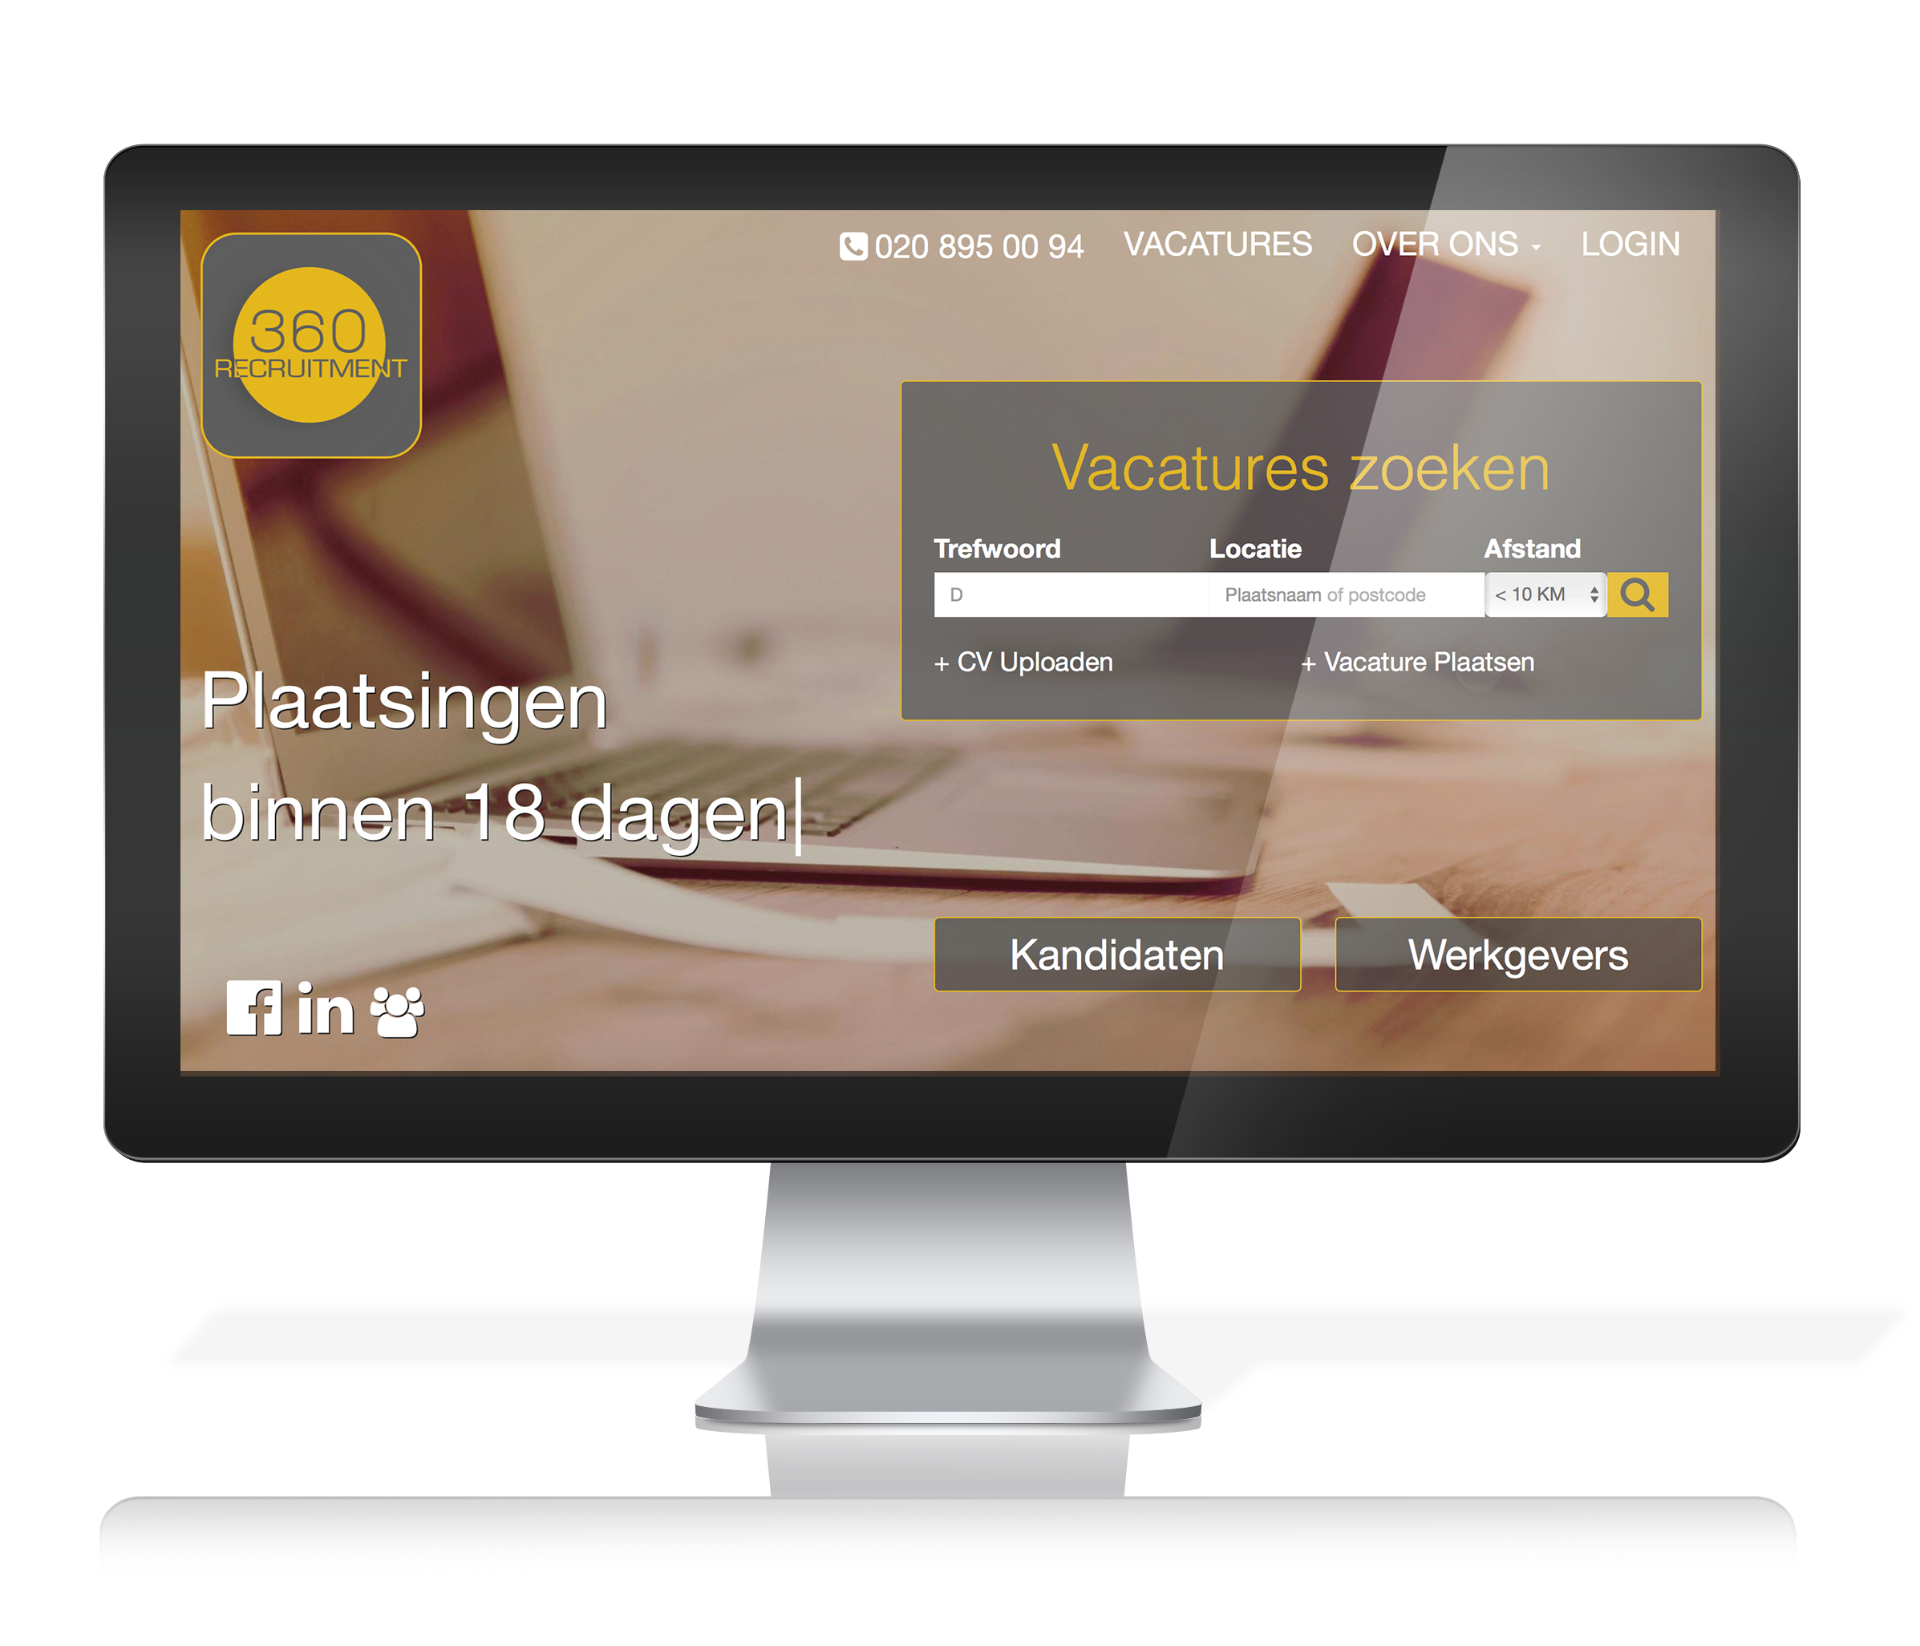 360
RECRUITMENT
020 895 00 94 VACATURES OVER ONS LOGIN
Vacatures zoeken
Trefwoord Locatie Afstand
D Plaatsnaam of postcode < 10 KM
+ CV Uploaden + Vacature Plaatsen
Plaatsingen
binnen 18 dagen|
Kandidaten Werkgevers
in